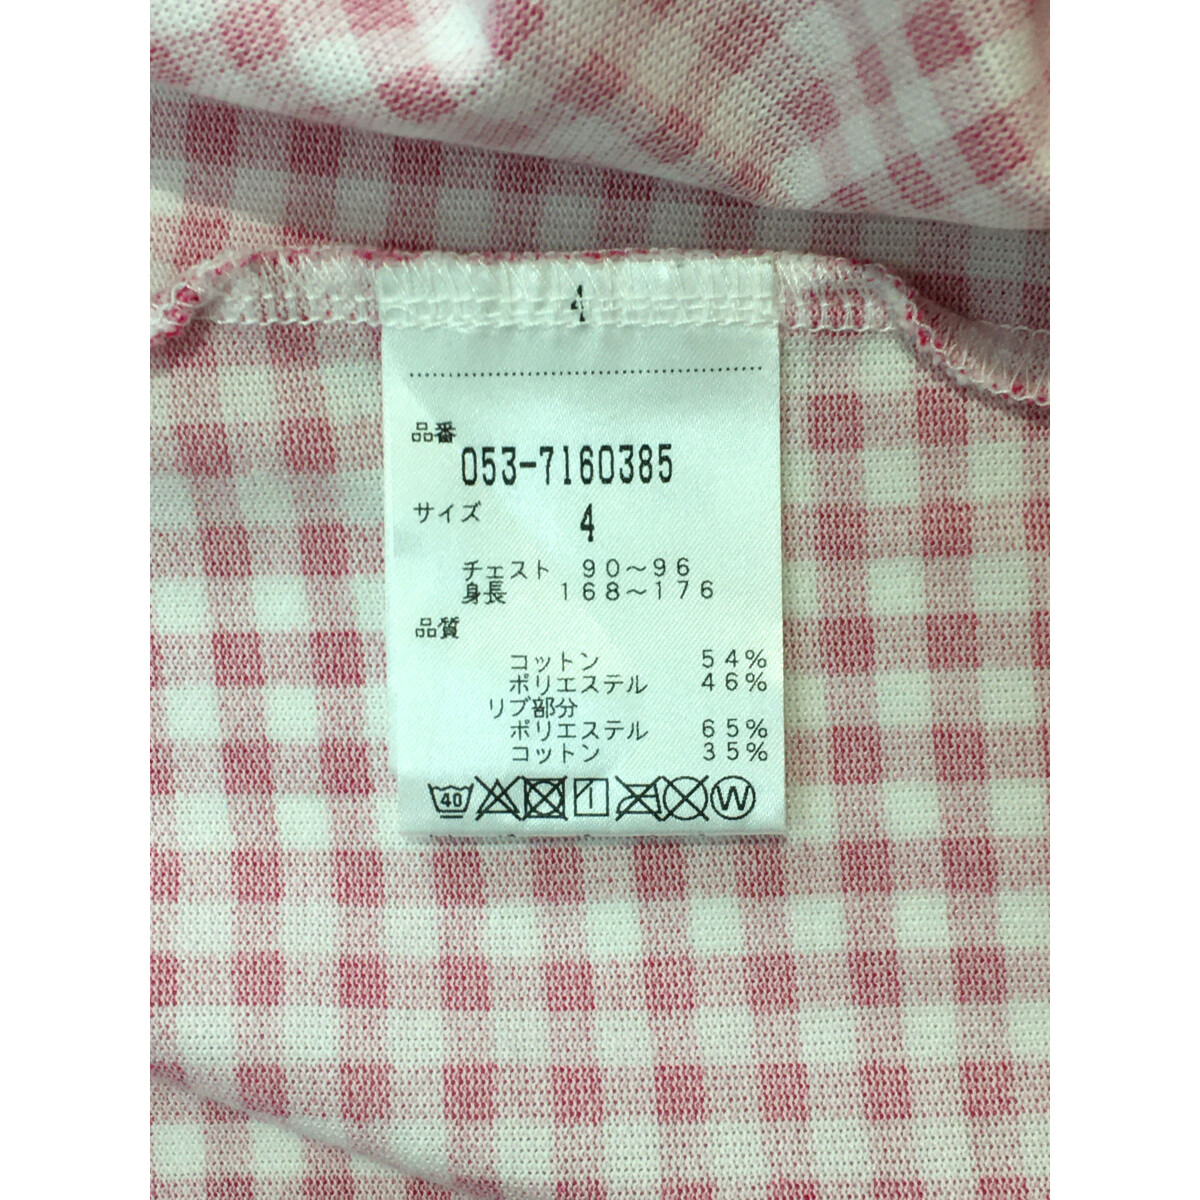 4
品番
053-7160385
サイズ
4
チェスト 90〜96
身長 168〜176
品質
コットン 54%
ポリエステル 46%
リブ部分
ポリエステル 65%
コットン 35%
40 W